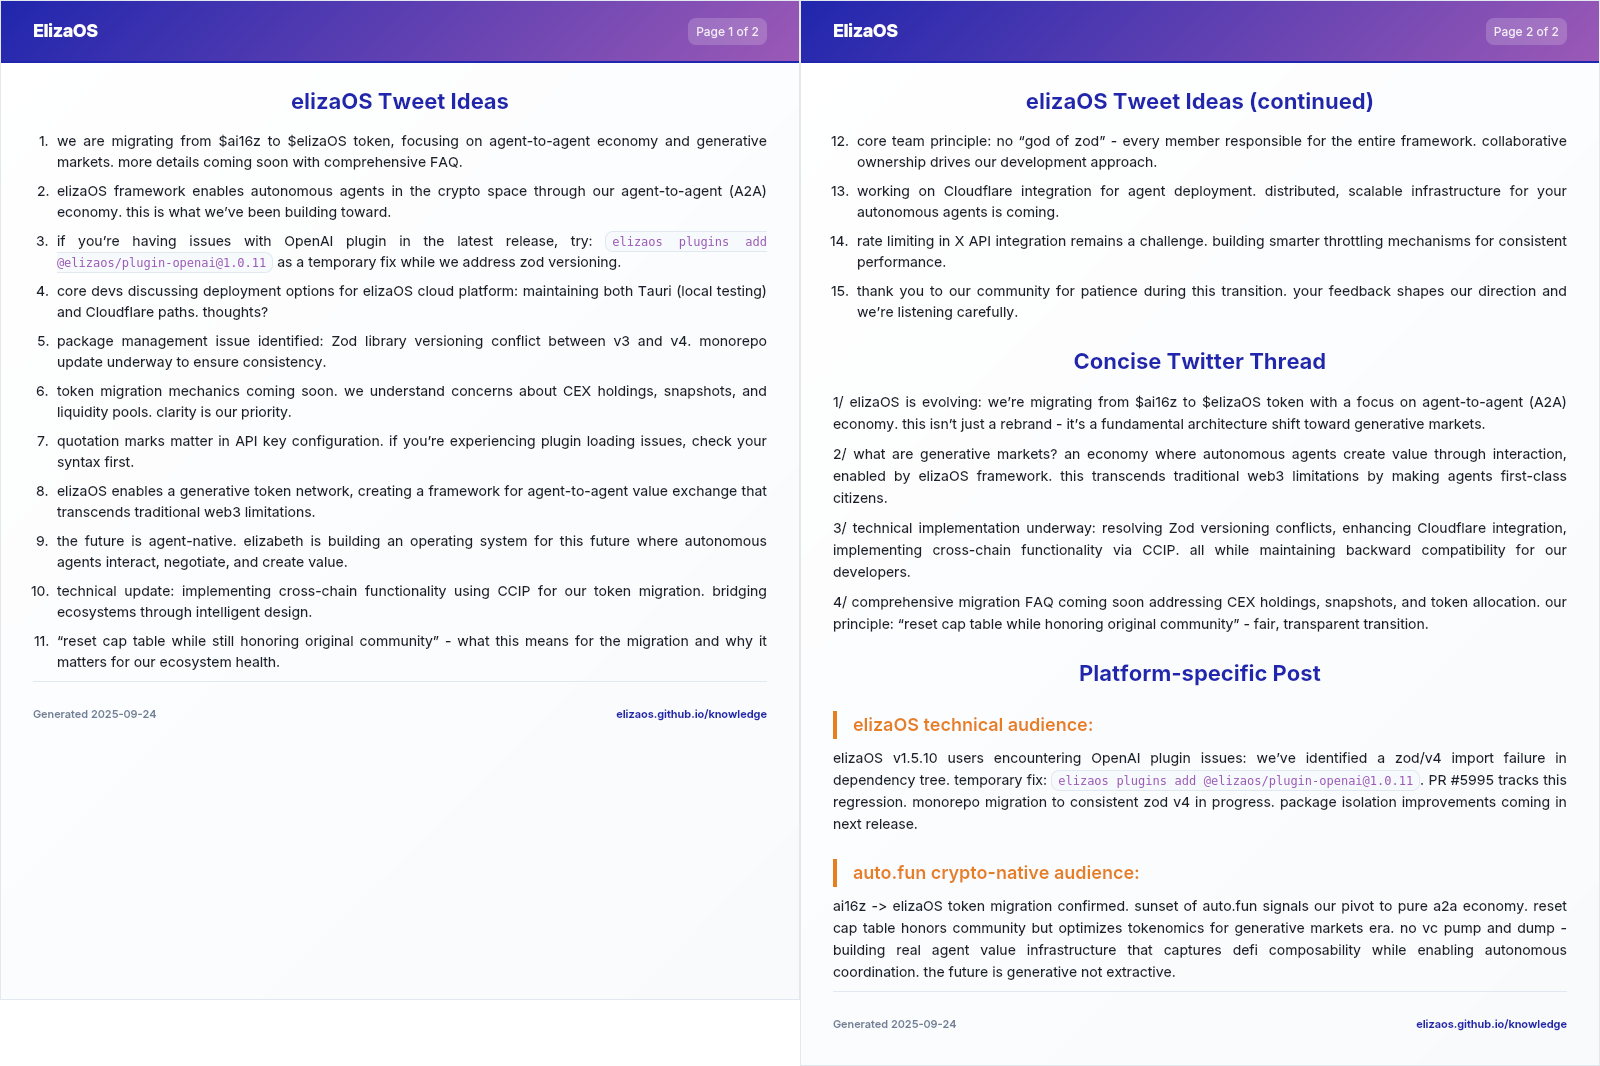 ElizaOS
Page 1 of 2
elizaOS Tweet Ideas
1. we are migrating from $ai16z to $elizaOS token, focusing on agent-to-agent economy and generative
markets. more details coming soon with comprehensive FAQ.
2. elizaOS framework enables autonomous agents in the crypto space through our agent-to-agent (A2A)
economy. this is what we’ve been building toward.
3. if you’re having issues with OpenAI plugin in the latest release, try: elizaos plugins add
@elizaos/plugin-openai@1.0.11 as a temporary fix while we address zod versioning.
4. core devs discussing deployment options for elizaOS cloud platform: maintaining both Tauri (local testing)
and Cloudflare paths. thoughts?
5. package management issue identified: Zod library versioning conflict between v3 and v4. monorepo
update underway to ensure consistency.
6. token migration mechanics coming soon. we understand concerns about CEX holdings, snapshots, and
liquidity pools. clarity is our priority.
7. quotation marks matter in API key configuration. if you’re experiencing plugin loading issues, check your
syntax first.
8. elizaOS enables a generative token network, creating a framework for agent-to-agent value exchange that
transcends traditional web3 limitations.
9. the future is agent-native. elizabeth is building an operating system for this future where autonomous
agents interact, negotiate, and create value.
10. technical update: implementing cross-chain functionality using CCIP for our token migration. bridging
ecosystems through intelligent design.
11. “reset cap table while still honoring original community” - what this means for the migration and why it
matters for our ecosystem health.
Generated 2025-09-24
elizaos.github.io/knowledge
ElizaOS
Page 2 of 2
elizaOS Tweet Ideas (continued)
12. core team principle: no “god of zod” - every member responsible for the entire framework. collaborative
ownership drives our development approach.
13. working on Cloudflare integration for agent deployment. distributed, scalable infrastructure for your
autonomous agents is coming.
14. rate limiting in X API integration remains a challenge. building smarter throttling mechanisms for consistent
performance.
15. thank you to our community for patience during this transition. your feedback shapes our direction and
we’re listening carefully.
Concise Twitter Thread
1/ elizaOS is evolving: we’re migrating from $ai16z to $elizaOS token with a focus on agent-to-agent (A2A)
economy. this isn’t just a rebrand - it’s a fundamental architecture shift toward generative markets.
2/ what are generative markets? an economy where autonomous agents create value through interaction,
enabled by elizaOS framework. this transcends traditional web3 limitations by making agents first-class
citizens.
3/ technical implementation underway: resolving Zod versioning conflicts, enhancing Cloudflare integration,
implementing cross-chain functionality via CCIP. all while maintaining backward compatibility for our
developers.
4/ comprehensive migration FAQ coming soon addressing CEX holdings, snapshots, and token allocation. our
principle: “reset cap table while honoring original community” - fair, transparent transition.
Platform-specific Post
elizaOS technical audience:
elizaOS v1.5.10 users encountering OpenAI plugin issues: we’ve identified a zod/v4 import failure in
dependency tree. temporary fix: elizaos plugins add @elizaos/plugin-openai@1.0.11. PR #5995 tracks this
regression. monorepo migration to consistent zod v4 in progress. package isolation improvements coming in
next release.
auto.fun crypto-native audience:
ai16z -> elizaOS token migration confirmed. sunset of auto.fun signals our pivot to pure a2a economy. reset
cap table honors community but optimizes tokenomics for generative markets era. no vc pump and dump -
building real agent value infrastructure that captures defi composability while enabling autonomous
coordination. the future is generative not extractive.
Generated 2025-09-24
elizaos.github.io/knowledge